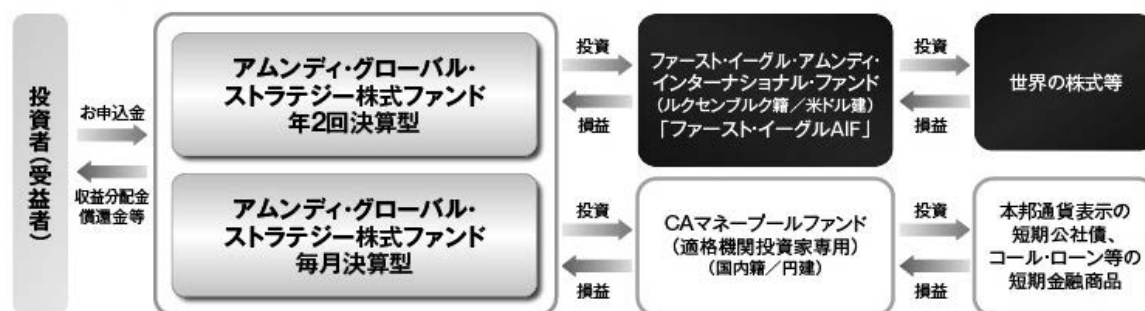 投資者（受益者）
お申込金
収益分配金
償還金等
アムンディ・グローバル・
ストラテジー株式ファンド
年2回決算型
アムンディ・グローバル・
ストラテジー株式ファンド
毎月決算型
投資
損益
ファースト・イーグル・アムンディ・
インターナショナル・ファンド
（ルクセンブルク籍／米ドル建）
「ファースト・イーグルAIF」
投資
損益
世界の株式等
投資
損益
CAマネープールファンド
（適格機関投資家専用）
（国内籍／円建）
投資
損益
本邦通貨表示の
短期公社債、
コール・ローン等の
短期金融商品